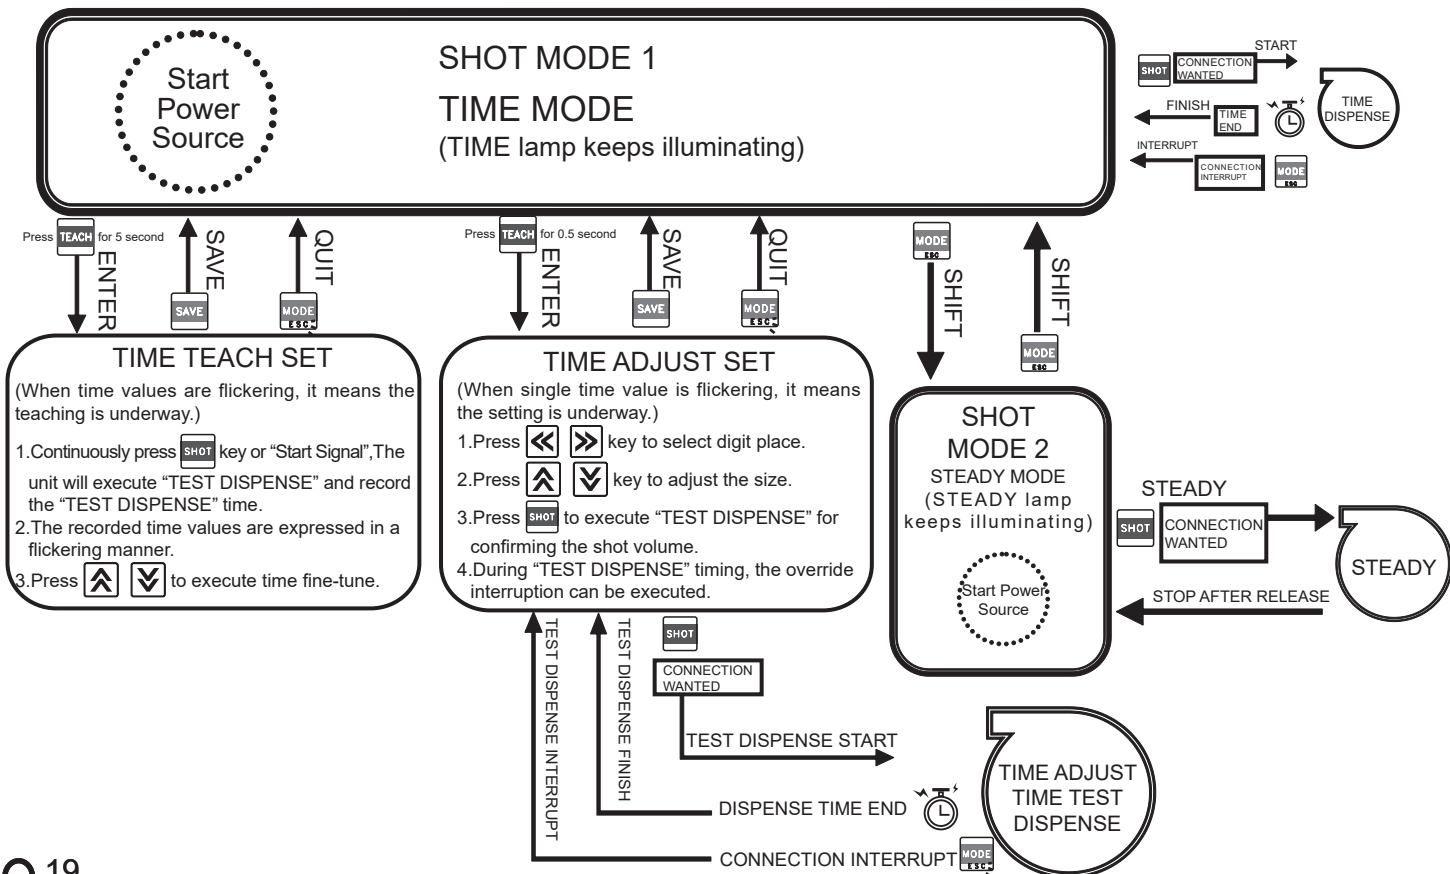 Start
Power
Source
SHOT MODE 1
TIME MODE
(TIME lamp keeps illuminating)
START
SHOT
CONNECTION
WANTED
FINISH
TIME
END
INTERRUPT
CONNECTION
INTERRUPT
MODE
ESC
TIME
DISPENSE
Press TEACH for 5 second
ENTER
SAVE
SAVE
QUIT
MODE
ESC
Press TEACH for 0.5 second
ENTER
SAVE
SAVE
QUIT
MODE
ESC
MODE
ESC
SHIFT
SHIFT
MODE
ESC
TIME TEACH SET
(When time values are flickering, it means the
teaching is underway.)
1.Continuously press SHOT key or “Start Signal”,The
unit will execute “TEST DISPENSE” and record
the “TEST DISPENSE” time.
2.The recorded time values are expressed in a
flickering manner.
3.Press to execute time fine-tune.
TIME ADJUST SET
(When single time value is flickering, it means
the setting is underway.)
1.Press key to select digit place.
2.Press key to adjust the size.
3.Press SHOT to execute “TEST DISPENSE” for
confirming the shot volume.
4.During “TEST DISPENSE” timing, the override
interruption can be executed.
SHOT
MODE 2
STEADY MODE
(STEADY lamp
keeps illuminating)
Start Power
Source
STEADY
SHOT
CONNECTION
WANTED
STOP AFTER RELEASE
STEADY
TEST DISPENSE INTERRUPT
TEST DISPENSE FINISH
SHOT
CONNECTION
WANTED
TEST DISPENSE START
DISPENSE TIME END
CONNECTION INTERRUPT
MODE
ESC
TIME ADJUST
TIME TEST
DISPENSE
19